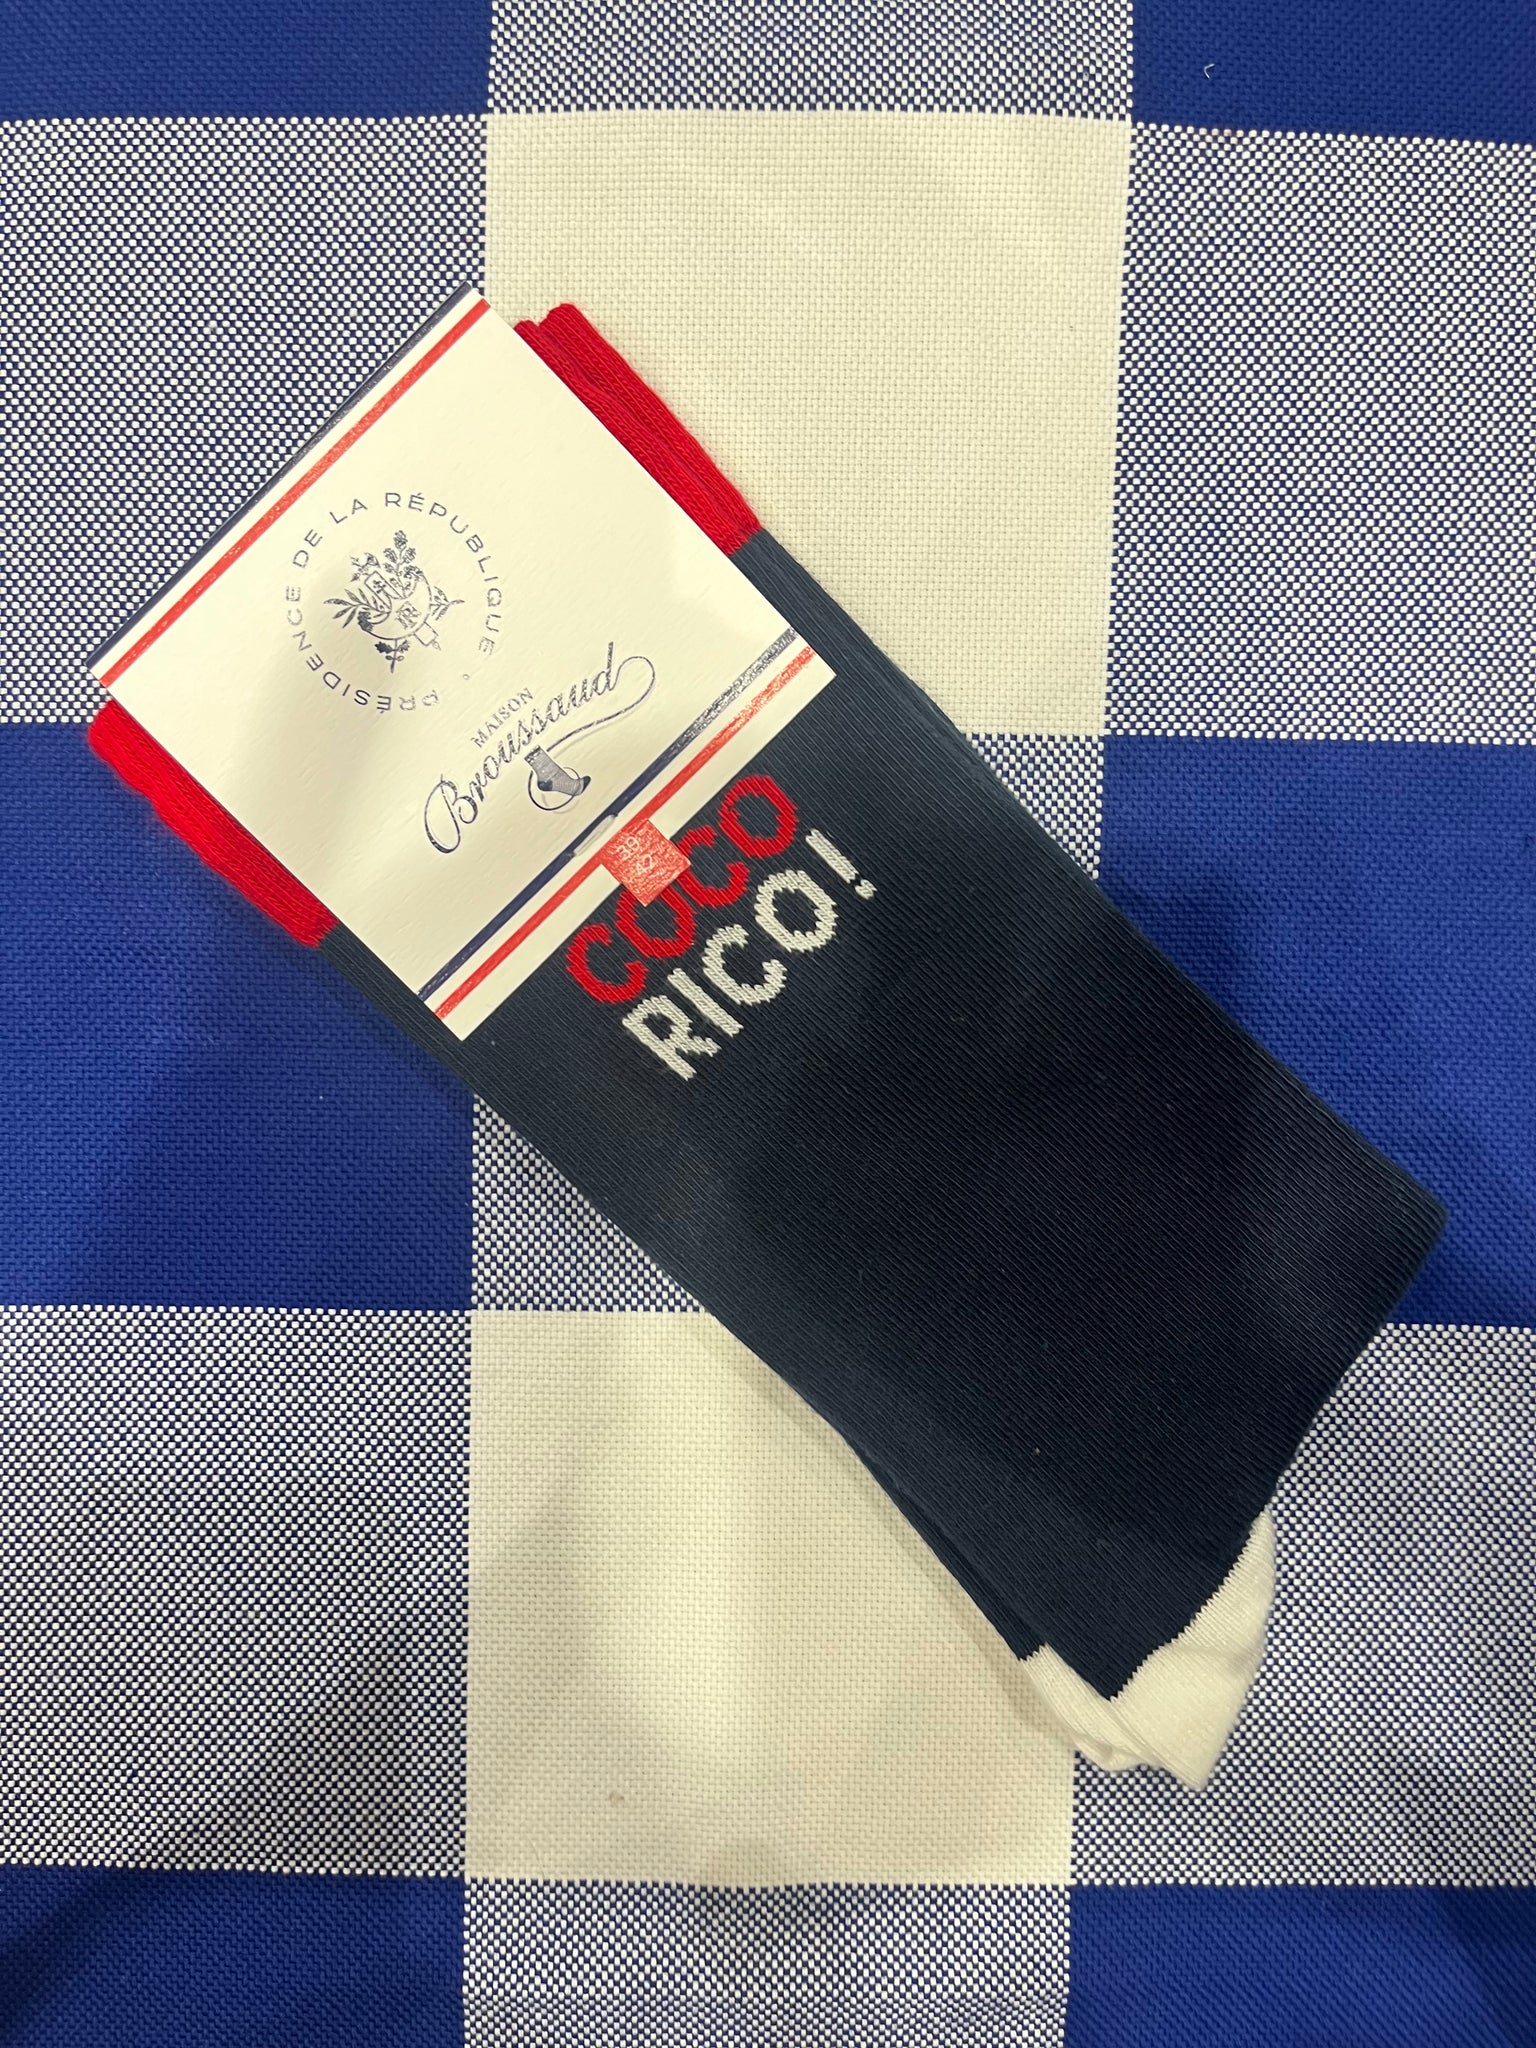 PRÉSIDENCE DE LA RÉPUBLIQUE
MAISON
Broussaud
39
42
COCO
RICO!